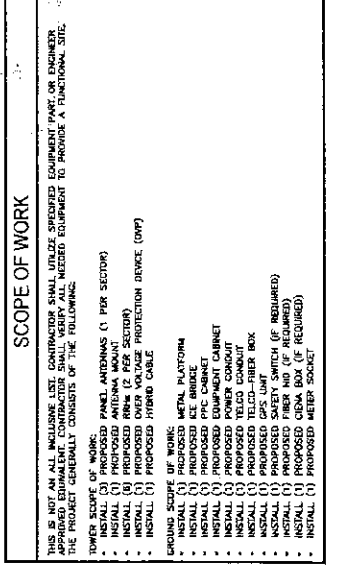 SCOPE OF WORK
THIS IS NOT AN ALL INCLUSIVE LIST. CONTRACTOR SHALL UTILIZE SPECIFIED EQUIPMENT PART, OR ENGINEER
APPROVED EQUIVALENT. CONTRACTOR SHALL VERIFY ALL NEEDED EQUIPMENT TO PROVIDE A FUNCTIONAL SITE.
THE PROJECT GENERALLY CONSISTS OF THE FOLLOWING:
TOWER SCOPE OF WORK:
• INSTALL (3) PROPOSED PANEL ANTENNAS (1 PER SECTOR)
• INSTALL (1) PROPOSED ANTENNA MOUNT
• INSTALL (6) PROPOSED RRHs (2 PER SECTOR)
• INSTALL (1) PROPOSED OVER VOLTAGE PROTECTION DEVICE (OVP)
• INSTALL (1) PROPOSED HYBRID CABLE
GROUND SCOPE OF WORK:
• INSTALL (1) PROPOSED METAL PLATFORM
• INSTALL (1) PROPOSED ICE BRIDGE
• INSTALL (1) PROPOSED PPC CABINET
• INSTALL (1) PROPOSED EQUIPMENT CABINET
• INSTALL (1) PROPOSED POWER CONDUIT
• INSTALL (1) PROPOSED TELCO CONDUIT
• INSTALL (1) PROPOSED TELCO-FIBER BOX
• INSTALL (1) PROPOSED GPS UNIT
• INSTALL (1) PROPOSED SAFETY SWITCH (IF REQUIRED)
• INSTALL (1) PROPOSED FIBER NID (IF REQUIRED)
• INSTALL (1) PROPOSED CIENA BOX (IF REQUIRED)
• INSTALL (1) PROPOSED METER SOCKET